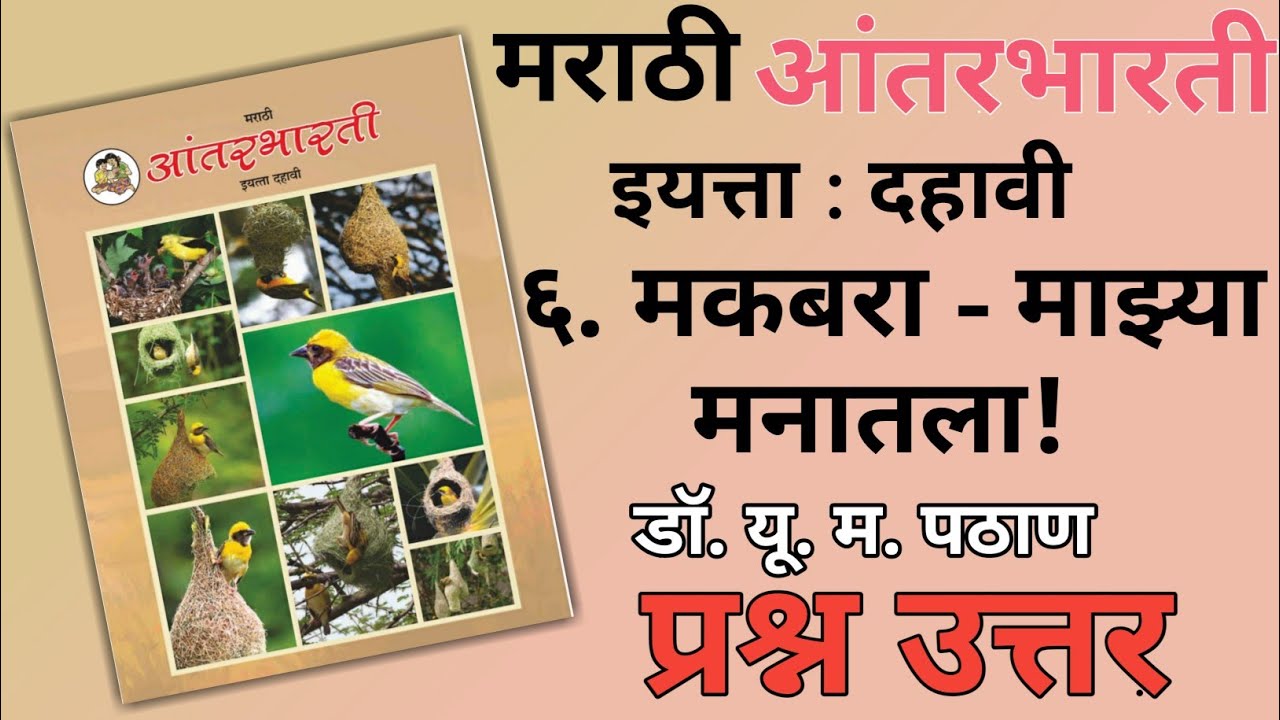 मराठी
आंतरभारती
इयत्ता दहावी
मराठी आंतरभारती
इयत्ता : दहावी
६. मकबरा - माझ्या
मनातला!
डॉ. यू. म. पठाण
प्रश्न उत्तर